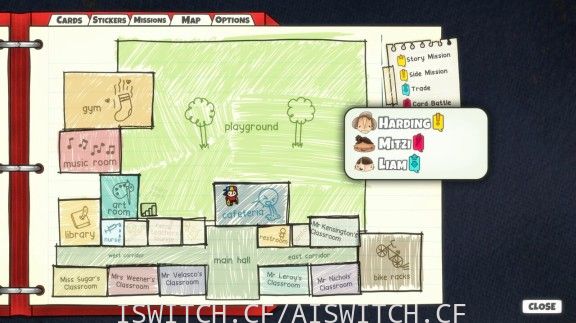 CARDS
STICKERS
MISSIONS
MAP
OPTIONS
Story Mission
Side Mission
Trade
Card Battle
HARDING
MITZI
LIAM
gym
playground
music room
art
room
cafeteria
library
nurse
restroom
Mr Kensington's
Classroom
west corridor
main hall
east corridor
bike racks
Miss Sugar's
Classroom
Mrs Weener's
Classroom
Mr Velasco's
Classroom
Mr Leroy's
Classroom
Mr Nichols'
Classroom
CLOSE
ISWITCH.CF/AISWITCH.CF